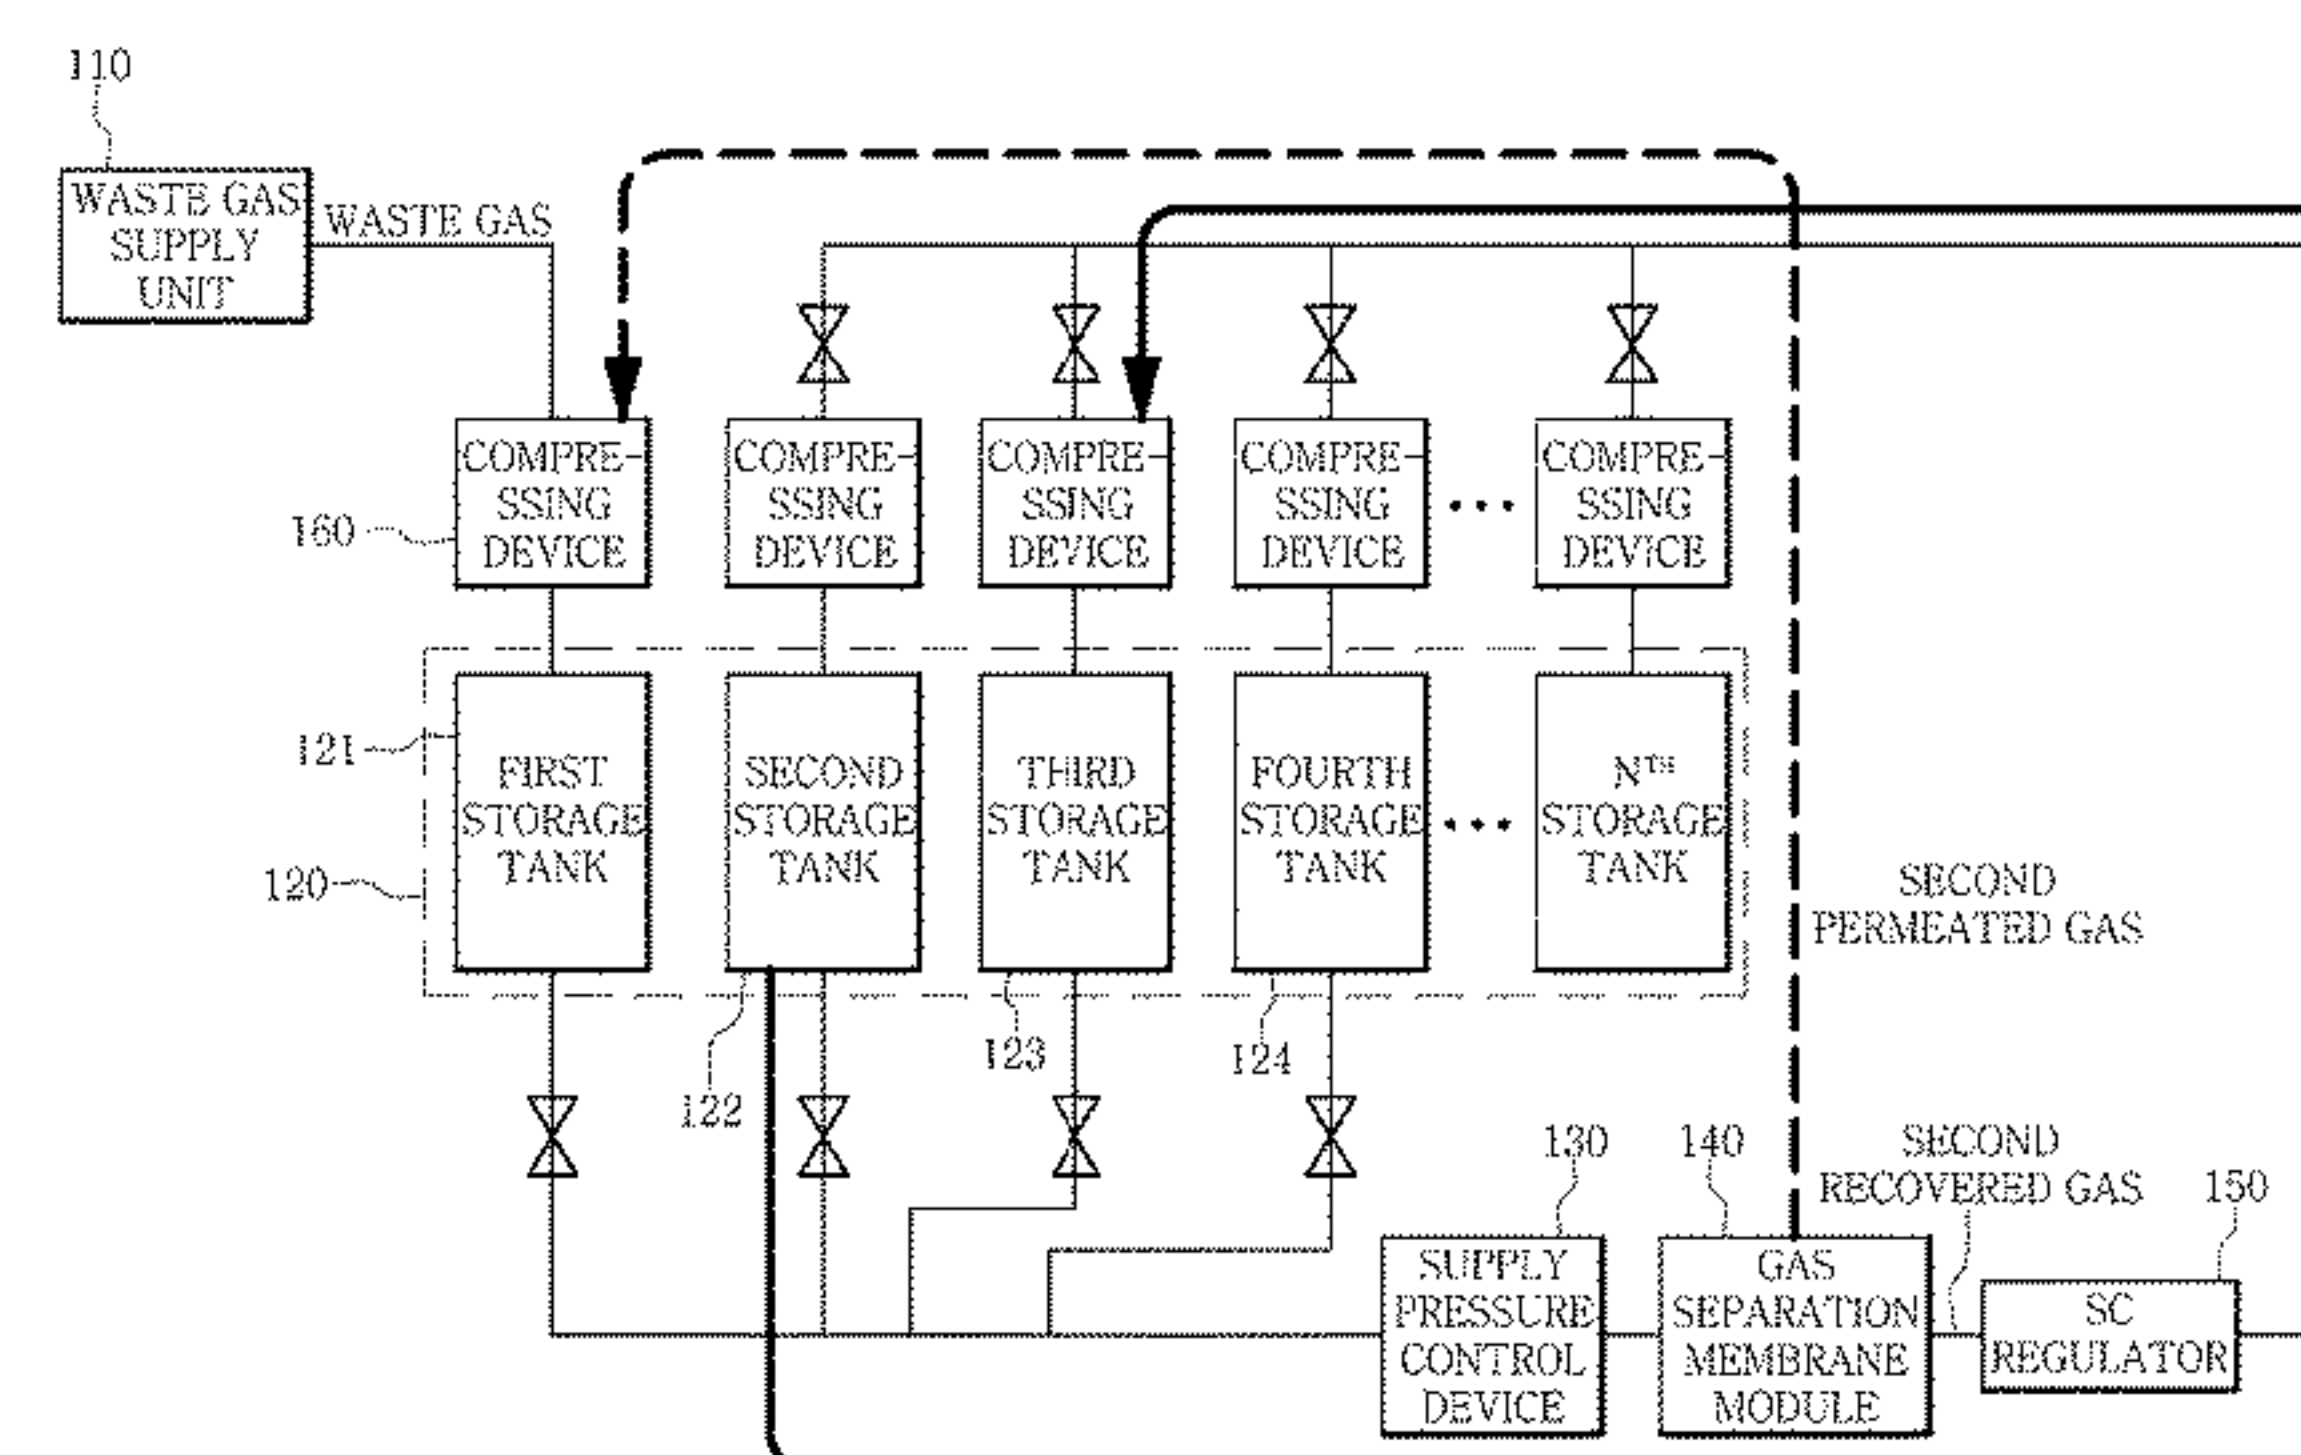 110
WASTE GAS
SUPPLY
UNIT
WASTE GAS
COMPRE-
SSING
DEVICE
COMPRE-
SSING
DEVICE
COMPRE-
SSING
DEVICE
COMPRE-
SSING
DEVICE
•••
COMPRE-
SSING
DEVICE
160
121
120
FIRST
STORAGE
TANK
SECOND
STORAGE
TANK
THIRD
STORAGE
TANK
FOURTH
STORAGE
TANK
•••
NTH
STORAGE
TANK
SECOND
PERMEATED GAS
122
123
124
130
140
SECOND
RECOVERED GAS
150
SUPPLY
PRESSURE
CONTROL
DEVICE
GAS
SEPARATION
MEMBRANE
MODULE
SC
REGULATOR